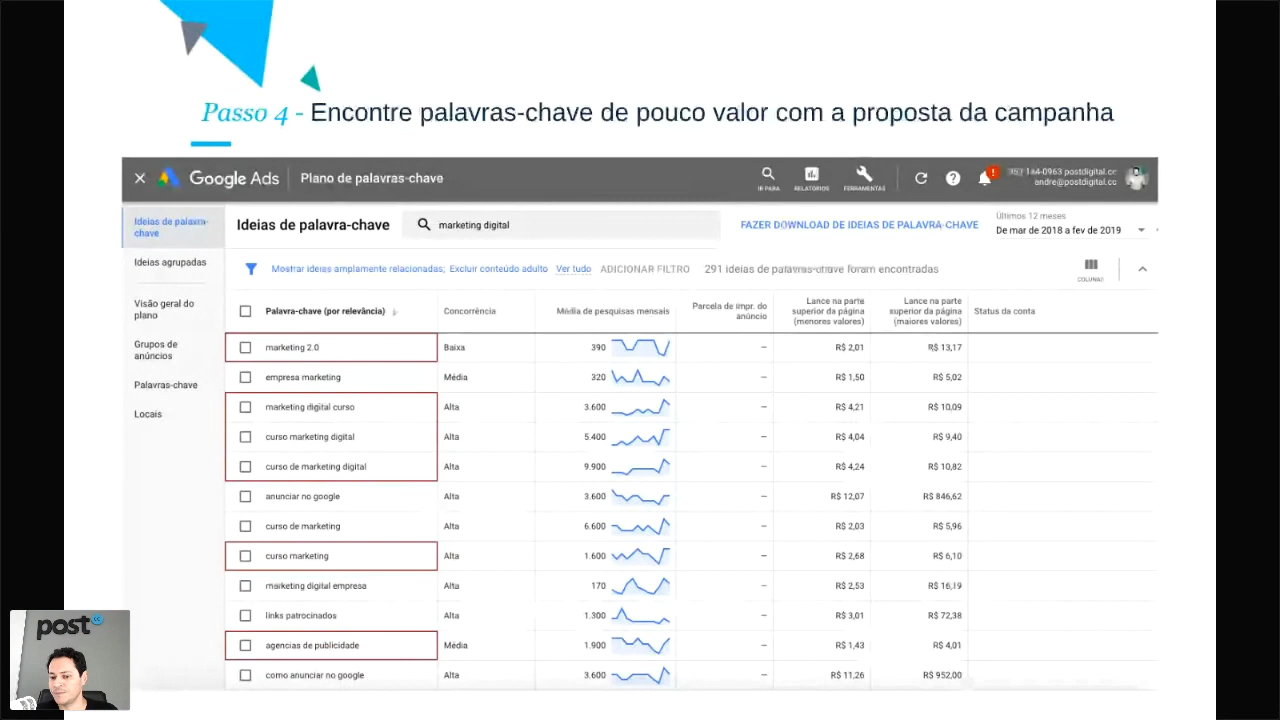 Passo 4 - Encontre palavras-chave de pouco valor com a proposta da campanha
Google Ads Plano de palavras-chave
IR PARA RELATÓRIOS FERRAMENTAS
postdigital.cc
andre@postdigital.cc
Ideias de palavra-
chave
Ideias agrupadas
Visão geral do
plano
Grupos de
anúncios
Palavras-chave
Locais
Ideias de palavra-chave
marketing digital
FAZER DOWNLOAD DE IDEIAS DE PALAVRA-CHAVE
Últimos 12 meses
De mar de 2018 a fev de 2019
Mostrar ideias amplamente relacionadas; Excluir conteúdo adulto Ver tudo ADICIONAR FILTRO 291 ideias de palavra-chave foram encontradas
COLUNAS
Palavra-chave (por relevância) Concorrência Média de pesquisas mensais Parcela de impr. do
anúncio
Lance na parte
superior da página
(menores valores)
Lance na parte
superior da página
(maiores valores)
Status da conta
marketing 2.0 Baixa 390 – R$ 2,01 R$ 13,17
empresa marketing Média 320 – R$ 1,50 R$ 5,02
marketing digital curso Alta 3.600 – R$ 4,21 R$ 10,09
curso marketing digital Alta 5.400 – R$ 4,04 R$ 9,40
curso de marketing digital Alta 9.900 – R$ 4,24 R$ 10,82
anunciar no google Alta 3.600 – R$ 12,07 R$ 846,62
curso de marketing Alta 6.600 – R$ 2,03 R$ 5,96
curso marketing Alta 1.600 – R$ 2,68 R$ 6,10
marketing digital empresa Alta 170 – R$ 2,53 R$ 16,19
links patrocinados Alta 1.300 – R$ 3,01 R$ 72,38
agencias de publicidade Média 1.900 – R$ 1,43 R$ 4,01
como anunciar no google Alta 3.600 – R$ 11,26 R$ 952,00
post